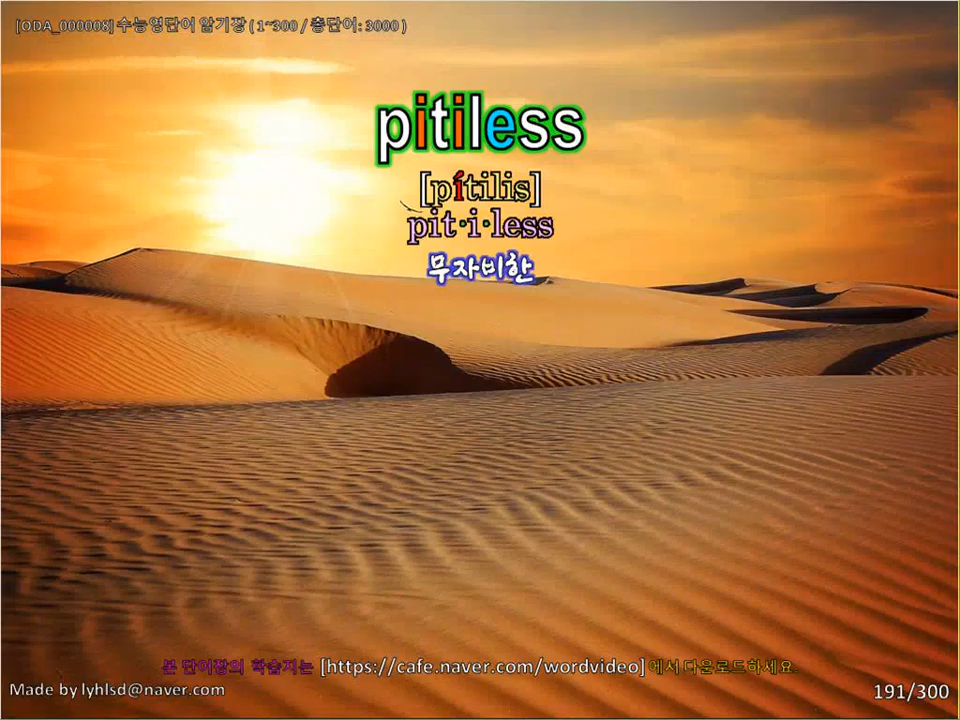 [ODA_000008] 수능영단어 암기장 ( 1~300 / 총단어: 3000 )
pitiless
[pítilis]
pit·i·less
무자비한
본 단어장의 학습지는 [https://cafe.naver.com/wordvideo] 에서 다운로드하세요.
Made by lyhlsd@naver.com
191/300